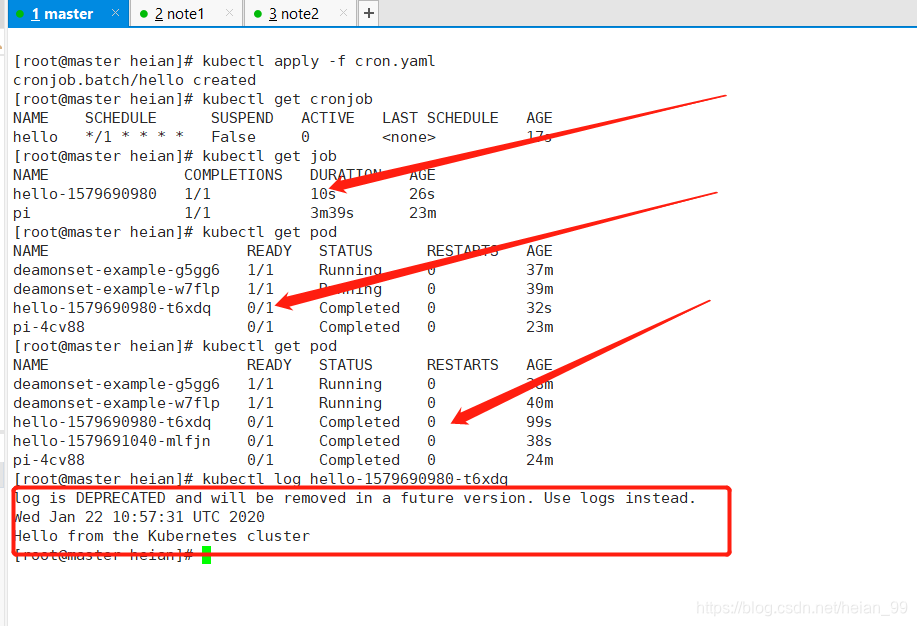 1 master × 2 note1 × 3 note2 × +
[root@master heian]# kubectl apply -f cron.yaml
cronjob.batch/hello created
[root@master heian]# kubectl get cronjob
NAME SCHEDULE SUSPEND ACTIVE LAST SCHEDULE AGE
hello */1 * * * * False 0 <none> 17s
[root@master heian]# kubectl get job
NAME COMPLETIONS DURATION AGE
hello-1579690980 1/1 10s 26s
pi 1/1 3m39s 23m
[root@master heian]# kubectl get pod
NAME READY STATUS RESTARTS AGE
deamonset-example-g5gg6 1/1 Running 0 37m
deamonset-example-w7flp 1/1 Running 0 39m
hello-1579690980-t6xdq 0/1 Completed 0 32s
pi-4cv88 0/1 Completed 0 23m
[root@master heian]# kubectl get pod
NAME READY STATUS RESTARTS AGE
deamonset-example-g5gg6 1/1 Running 0 38m
deamonset-example-w7flp 1/1 Running 0 40m
hello-1579690980-t6xdq 0/1 Completed 0 99s
hello-1579691040-mlfjn 0/1 Completed 0 38s
pi-4cv88 0/1 Completed 0 24m
[root@master heian]# kubectl log hello-1579690980-t6xdq
log is DEPRECATED and will be removed in a future version. Use logs instead.
Wed Jan 22 10:57:31 UTC 2020
Hello from the Kubernetes cluster
[root@master heian]#
https://blog.csdn.net/heian_99